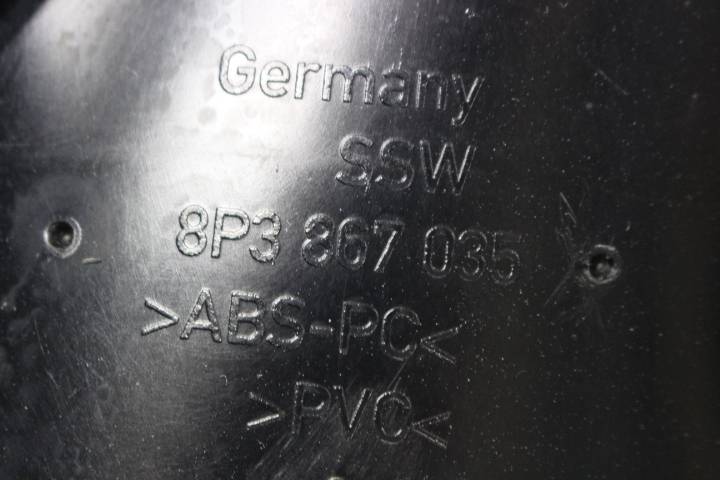 Germany
SSW
8P3 867 035
>ABS-PC<
>PVC<